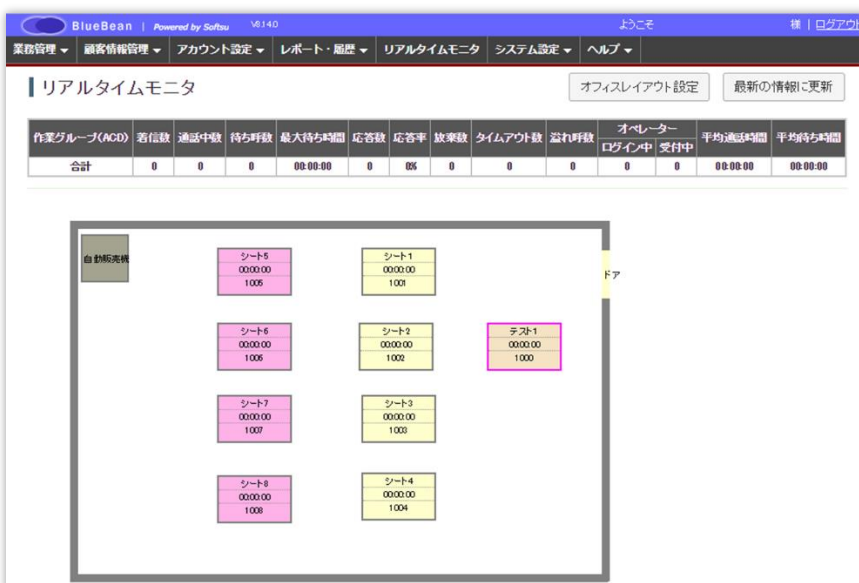 BlueBean | Powered by Softsu V8.14.0 ようこそ 様 | ログアウト
業務管理 顧客情報管理 アカウント設定 レポート・履歴 リアルタイムモニタ システム設定 ヘルプ
リアルタイムモニタ オフィスレイアウト設定 最新の情報に更新
作業グループ(ACD) 着信数 通話中数 待ち呼数 最大待ち時間 応答数 応答率 放棄数 タイムアウト数 溢れ呼数 オペレーター 平均通話時間 平均待ち時間
ログイン中 受付中
合計 0 0 0 00:00:00 0 0% 0 0 0 0 0 00:00:00 00:00:00
自動販売機 シート5 シート1
00:00:00 00:00:00 ドア
1005 1001
シート6 シート2 テスト1
00:00:00 00:00:00 00:00:00
1006 1002 1000
シート7 シート3
00:00:00 00:00:00
1007 1003
シート8 シート4
00:00:00 00:00:00
1008 1004